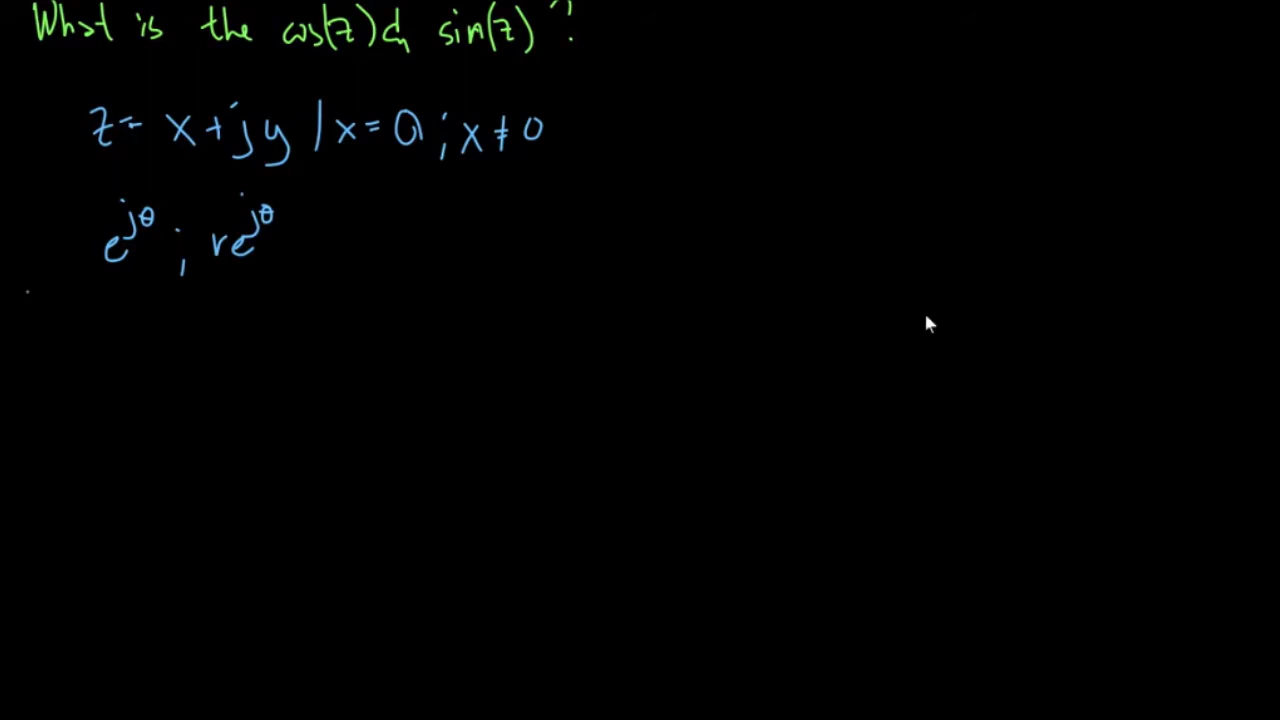 What is the cos(z) & sin(z)?
z = x + jy | x = 0 ; x ≠ 0
e^{jθ} ; re^{jθ}